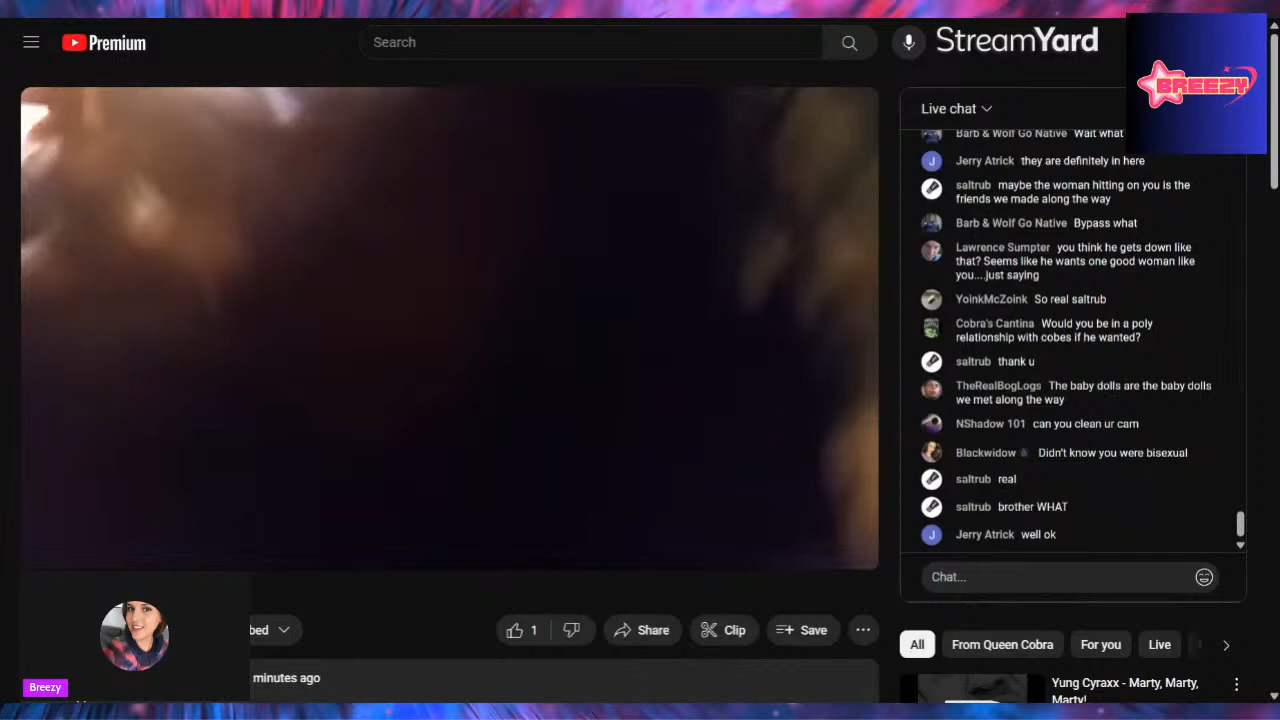 Premium
Search
StreamYard
BREEZY
Live chat
Barb & Wolf Go Native Wait what
J Jerry Atrick they are definitely in here
saltrub maybe the woman hitting on you is the
friends we made along the way
Barb & Wolf Go Native Bypass what
Lawrence Sumpter you think he gets down like
that? Seems like he wants one good woman like
you....just saying
YoinkMcZoink So real saltrub
Cobra's Cantina Would you be in a poly
relationship with cobes if he wanted?
saltrub thank u
TheRealBogLogs The baby dolls are the baby dolls
we met along the way
NShadow 101 can you clean ur cam
Blackwidow Didn't know you were bisexual
saltrub real
saltrub brother WHAT
J Jerry Atrick well ok
Chat...
bed
1
Share
Clip
Save
All
From Queen Cobra
For you
Live
minutes ago
Breezy
Yung Cyraxx - Marty, Marty,
Marty!